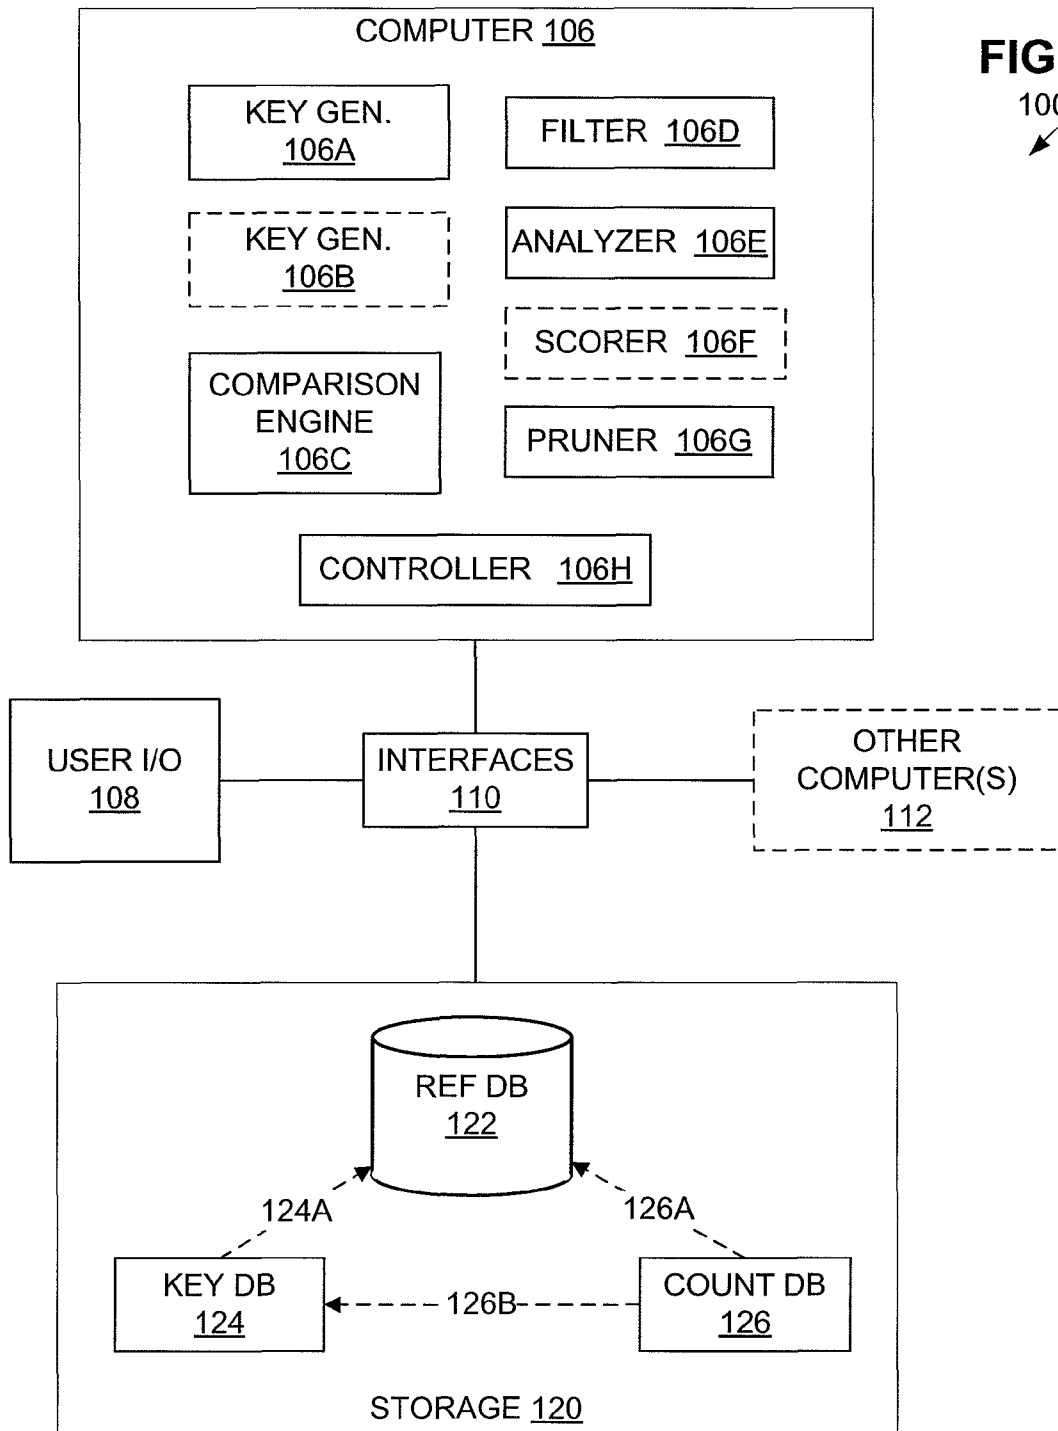 COMPUTER 106
FIG
100
KEY GEN.
106A
FILTER 106D
KEY GEN.
106B
ANALYZER 106E
SCORER 106F
COMPARISON
ENGINE
106C
PRUNER 106G
CONTROLLER 106H
USER I/O
108
INTERFACES
110
OTHER
COMPUTER(S)
112
REF DB
122
124A
126A
KEY DB
124
126B
COUNT DB
126
STORAGE 120